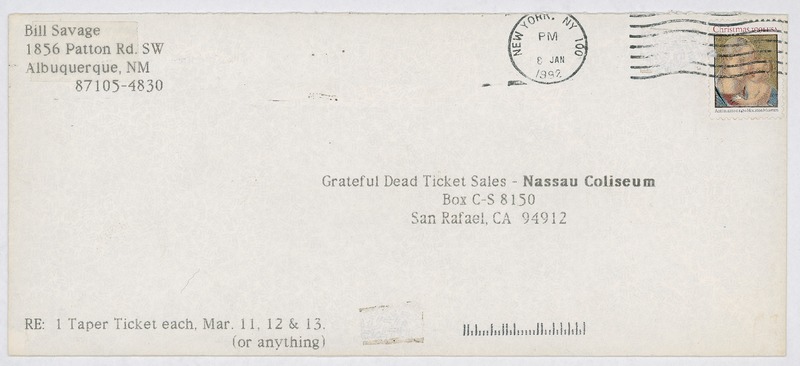 Bill Savage
1856 Patton Rd. SW
Albuquerque, NM
87105-4830
NEW YORK, NY 100
PM
8 JAN
1992
Christmas
Grateful Dead Ticket Sales - Nassau Coliseum
Box C-S 8150
San Rafael, CA 94912
RE: 1 Taper Ticket each, Mar. 11, 12 & 13.
(or anything)